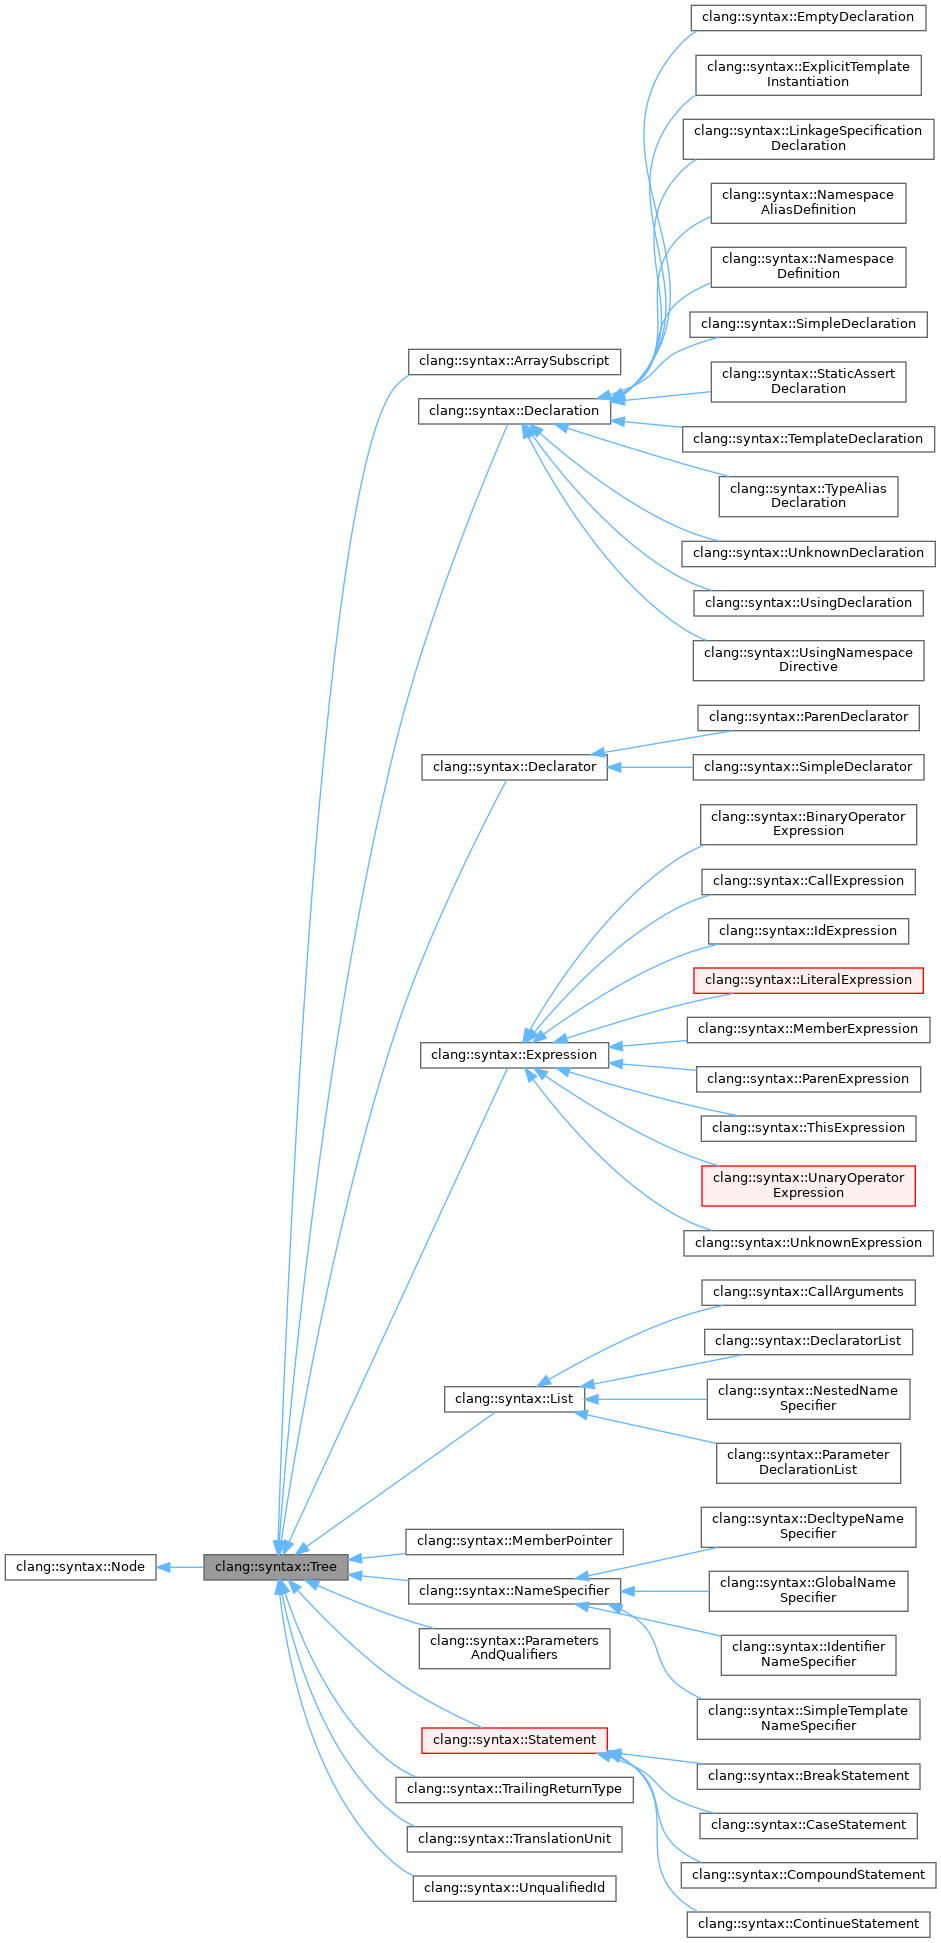 clang::syntax::EmptyDeclaration
clang::syntax::ExplicitTemplate
Instantiation
clang::syntax::LinkageSpecification
Declaration
clang::syntax::Namespace
AliasDefinition
clang::syntax::Namespace
Definition
clang::syntax::SimpleDeclaration
clang::syntax::ArraySubscript
clang::syntax::StaticAssert
Declaration
clang::syntax::Declaration
clang::syntax::TemplateDeclaration
clang::syntax::TypeAlias
Declaration
clang::syntax::UnknownDeclaration
clang::syntax::UsingDeclaration
clang::syntax::UsingNamespace
Directive
clang::syntax::ParenDeclarator
clang::syntax::Declarator
clang::syntax::SimpleDeclarator
clang::syntax::BinaryOperator
Expression
clang::syntax::CallExpression
clang::syntax::IdExpression
clang::syntax::LiteralExpression
clang::syntax::MemberExpression
clang::syntax::Expression
clang::syntax::ParenExpression
clang::syntax::ThisExpression
clang::syntax::UnaryOperator
Expression
clang::syntax::UnknownExpression
clang::syntax::CallArguments
clang::syntax::DeclaratorList
clang::syntax::List
clang::syntax::NestedName
Specifier
clang::syntax::Parameter
DeclarationList
clang::syntax::DecltypeName
Specifier
clang::syntax::MemberPointer
clang::syntax::Node
clang::syntax::Tree
clang::syntax::NameSpecifier
clang::syntax::GlobalName
Specifier
clang::syntax::Parameters
AndQualifiers
clang::syntax::Identifier
NameSpecifier
clang::syntax::SimpleTemplate
NameSpecifier
clang::syntax::Statement
clang::syntax::BreakStatement
clang::syntax::TrailingReturnType
clang::syntax::CaseStatement
clang::syntax::TranslationUnit
clang::syntax::CompoundStatement
clang::syntax::UnqualifiedId
clang::syntax::ContinueStatement